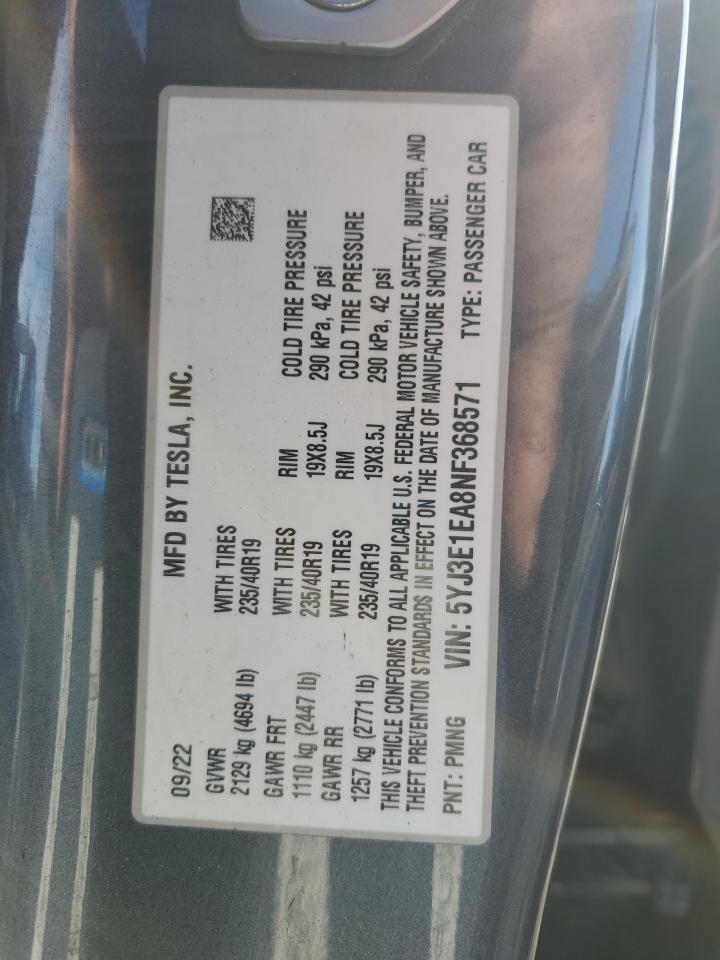 09/22 MFD BY TESLA, INC.
GVWR WITH TIRES
2129 kg (4694 lb) 235/40R19
GAWR FRT WITH TIRES RIM COLD TIRE PRESSURE
1110 kg (2447 lb) 235/40R19 19X8.5J 290 kPa, 42 psi
GAWR RR WITH TIRES RIM COLD TIRE PRESSURE
1257 kg (2771 lb) 235/40R19 19X8.5J 290 kPa, 42 psi
THIS VEHICLE CONFORMS TO ALL APPLICABLE U.S. FEDERAL MOTOR VEHICLE SAFETY, BUMPER, AND
THEFT PREVENTION STANDARDS IN EFFECT ON THE DATE OF MANUFACTURE SHOWN ABOVE.
PNT: PMNG VIN: 5YJ3E1EA8NF368571 TYPE: PASSENGER CAR